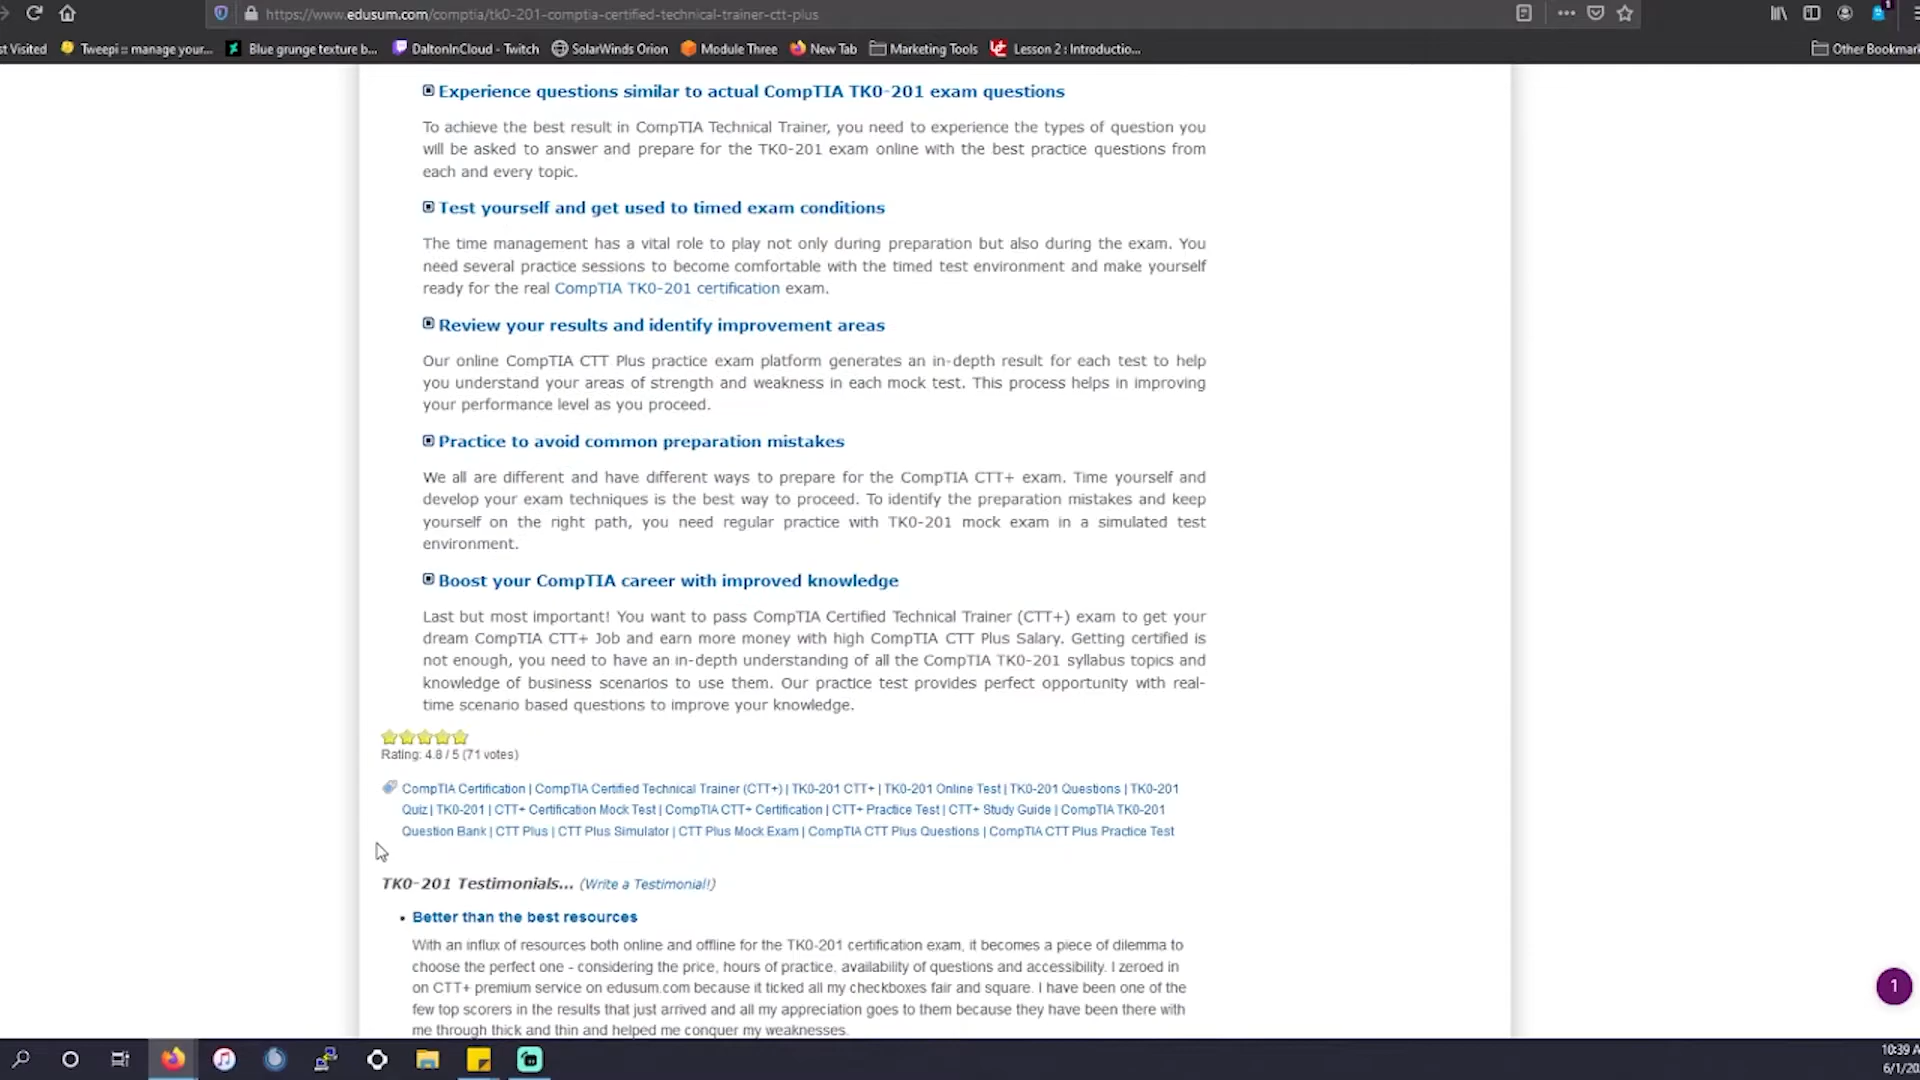 https://www.edusum.com/comptia/tk0-201-comptia-certified-technical-trainer-ctt-plus
st Visited Tweepi :: manage your... Blue grunge texture b... DaltonInCloud - Twitch SolarWinds Orion Module Three New Tab Marketing Tools Lesson 2 : Introductio... Other Bookmar
Experience questions similar to actual CompTIA TK0-201 exam questions
To achieve the best result in CompTIA Technical Trainer, you need to experience the types of question you
will be asked to answer and prepare for the TK0-201 exam online with the best practice questions from
each and every topic.
Test yourself and get used to timed exam conditions
The time management has a vital role to play not only during preparation but also during the exam. You
need several practice sessions to become comfortable with the timed test environment and make yourself
ready for the real CompTIA TK0-201 certification exam.
Review your results and identify improvement areas
Our online CompTIA CTT Plus practice exam platform generates an in-depth result for each test to help
you understand your areas of strength and weakness in each mock test. This process helps in improving
your performance level as you proceed.
Practice to avoid common preparation mistakes
We all are different and have different ways to prepare for the CompTIA CTT+ exam. Time yourself and
develop your exam techniques is the best way to proceed. To identify the preparation mistakes and keep
yourself on the right path, you need regular practice with TK0-201 mock exam in a simulated test
environment.
Boost your CompTIA career with improved knowledge
Last but most important! You want to pass CompTIA Certified Technical Trainer (CTT+) exam to get your
dream CompTIA CTT+ Job and earn more money with high CompTIA CTT Plus Salary. Getting certified is
not enough, you need to have an in-depth understanding of all the CompTIA TK0-201 syllabus topics and
knowledge of business scenarios to use them. Our practice test provides perfect opportunity with real-
time scenario based questions to improve your knowledge.
Rating: 4.8 / 5 (71 votes)
CompTIA Certification | CompTIA Certified Technical Trainer (CTT+) | TK0-201 CTT+ | TK0-201 Online Test | TK0-201 Questions | TK0-201
Quiz | TK0-201 | CTT+ Certification Mock Test | CompTIA CTT+ Certification | CTT+ Practice Test | CTT+ Study Guide | CompTIA TK0-201
Question Bank | CTT Plus | CTT Plus Simulator | CTT Plus Mock Exam | CompTIA CTT Plus Questions | CompTIA CTT Plus Practice Test
TK0-201 Testimonials... (Write a Testimonial!)
Better than the best resources
With an influx of resources both online and offline for the TK0-201 certification exam, it becomes a piece of dilemma to
choose the perfect one - considering the price, hours of practice, availability of questions and accessibility. I zeroed in
on CTT+ premium service on edusum.com because it ticked all my checkboxes fair and square. I have been one of the
few top scorers in the results that just arrived and all my appreciation goes to them because they have been there with
me through thick and thin and helped me conquer my weaknesses.
1
10:39 A
6/1/20